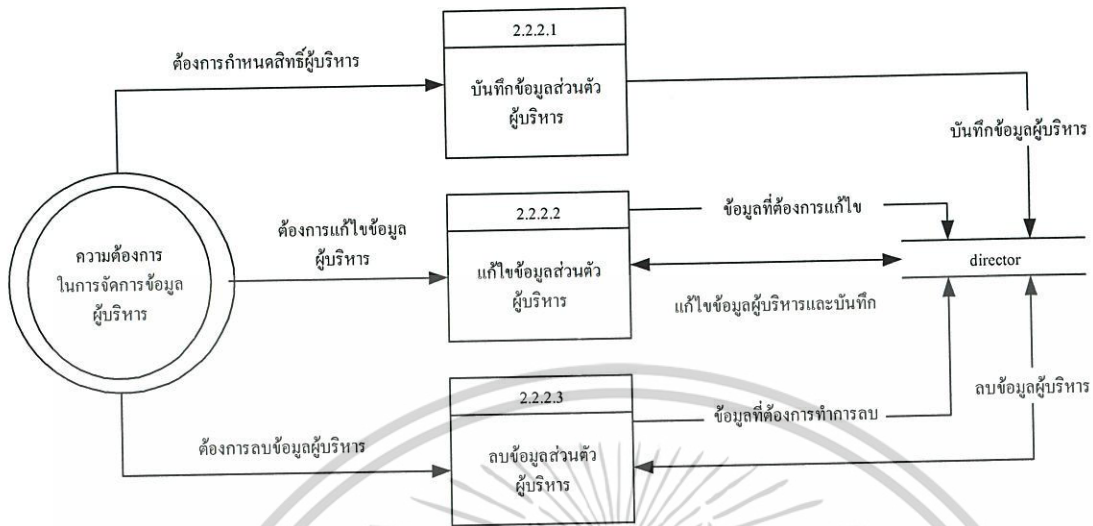 2.2.2.1
ต้องการกำหนดสิทธิ์ผู้บริหาร
บันทึกข้อมูลส่วนตัว
ผู้บริหาร
บันทึกข้อมูลผู้บริหาร
2.2.2.2
ข้อมูลที่ต้องการแก้ไข
ต้องการแก้ไขข้อมูล
ผู้บริหาร
ความต้องการ
ในการจัดการข้อมูล
ผู้บริหาร
แก้ไขข้อมูลส่วนตัว
ผู้บริหาร
director
แก้ไขข้อมูลผู้บริหารและบันทึก
2.2.2.3
ข้อมูลที่ต้องการทำการลบ
ลบข้อมูลผู้บริหาร
ต้องการลบข้อมูลผู้บริหาร
ลบข้อมูลส่วนตัว
ผู้บริหาร